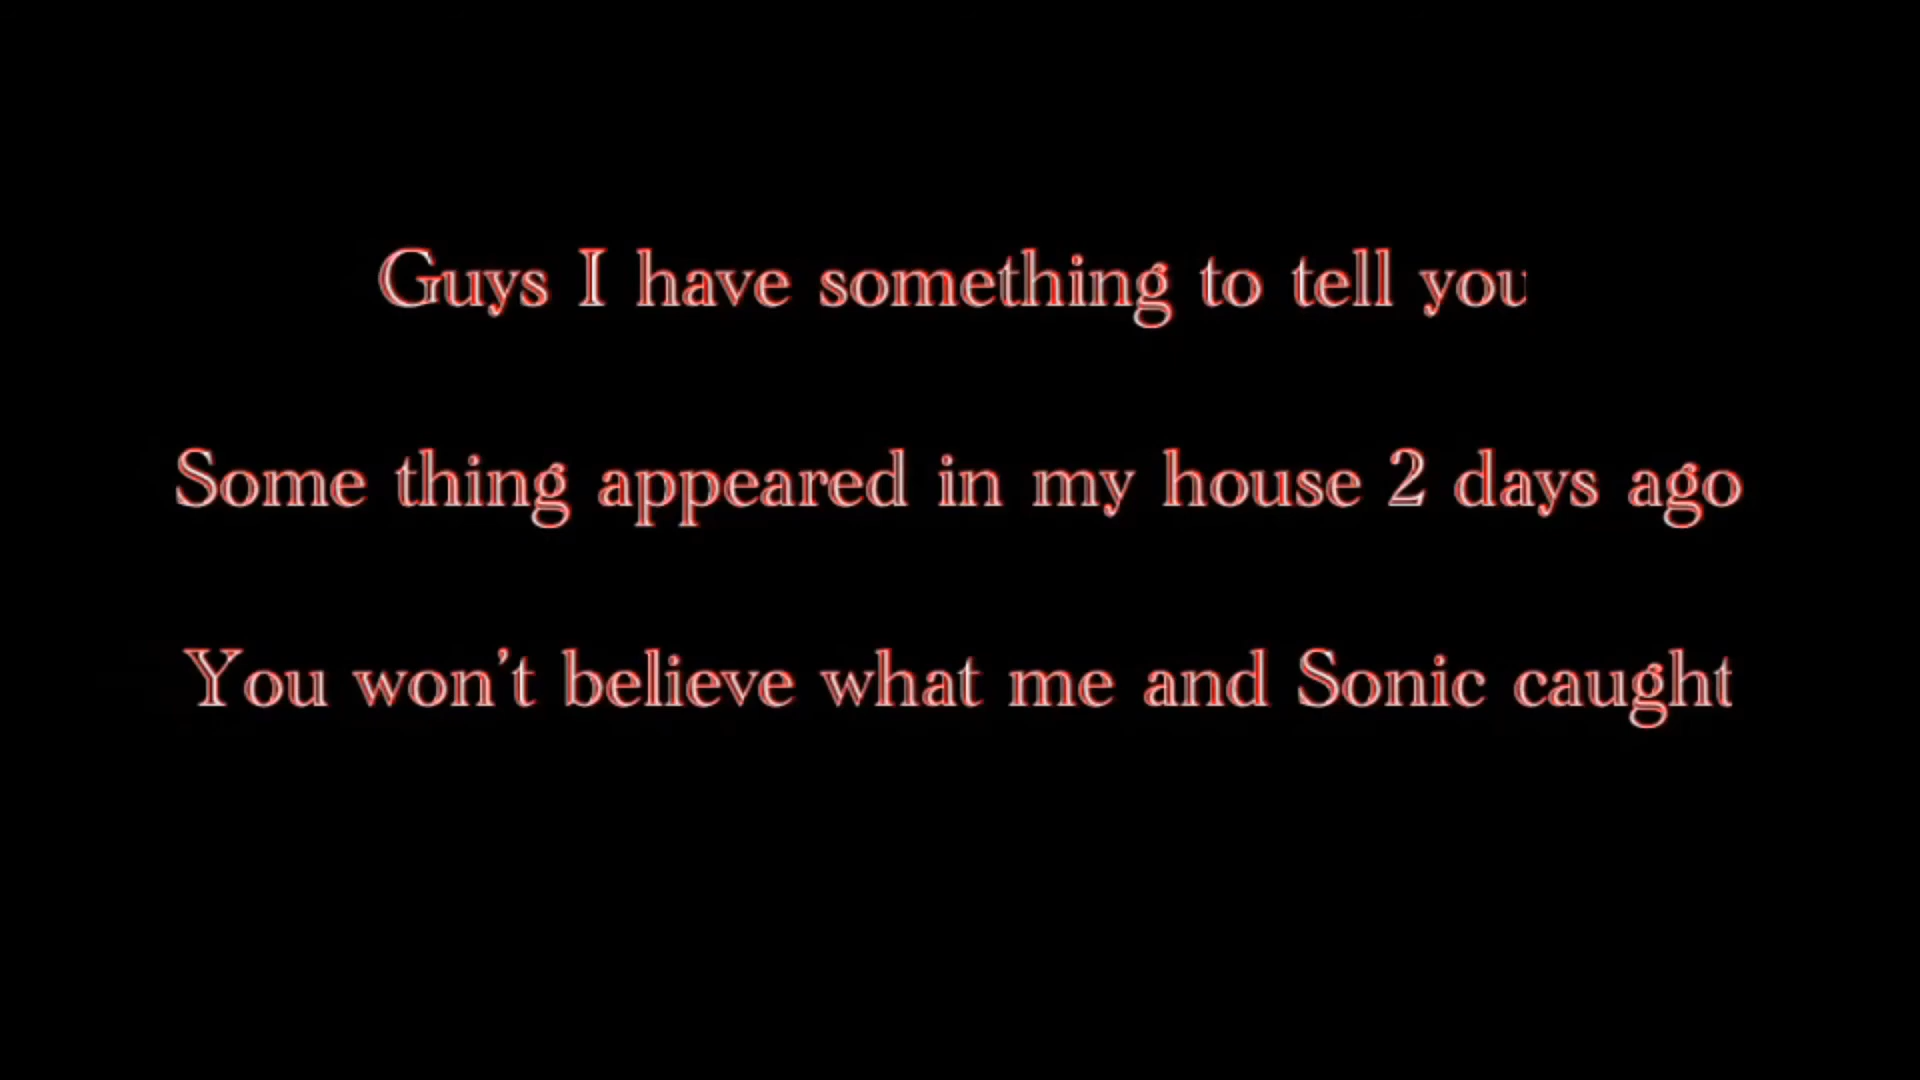 Guys I have something to tell you
Some thing appeared in my house 2 days ago
You won't believe what me and Sonic caught